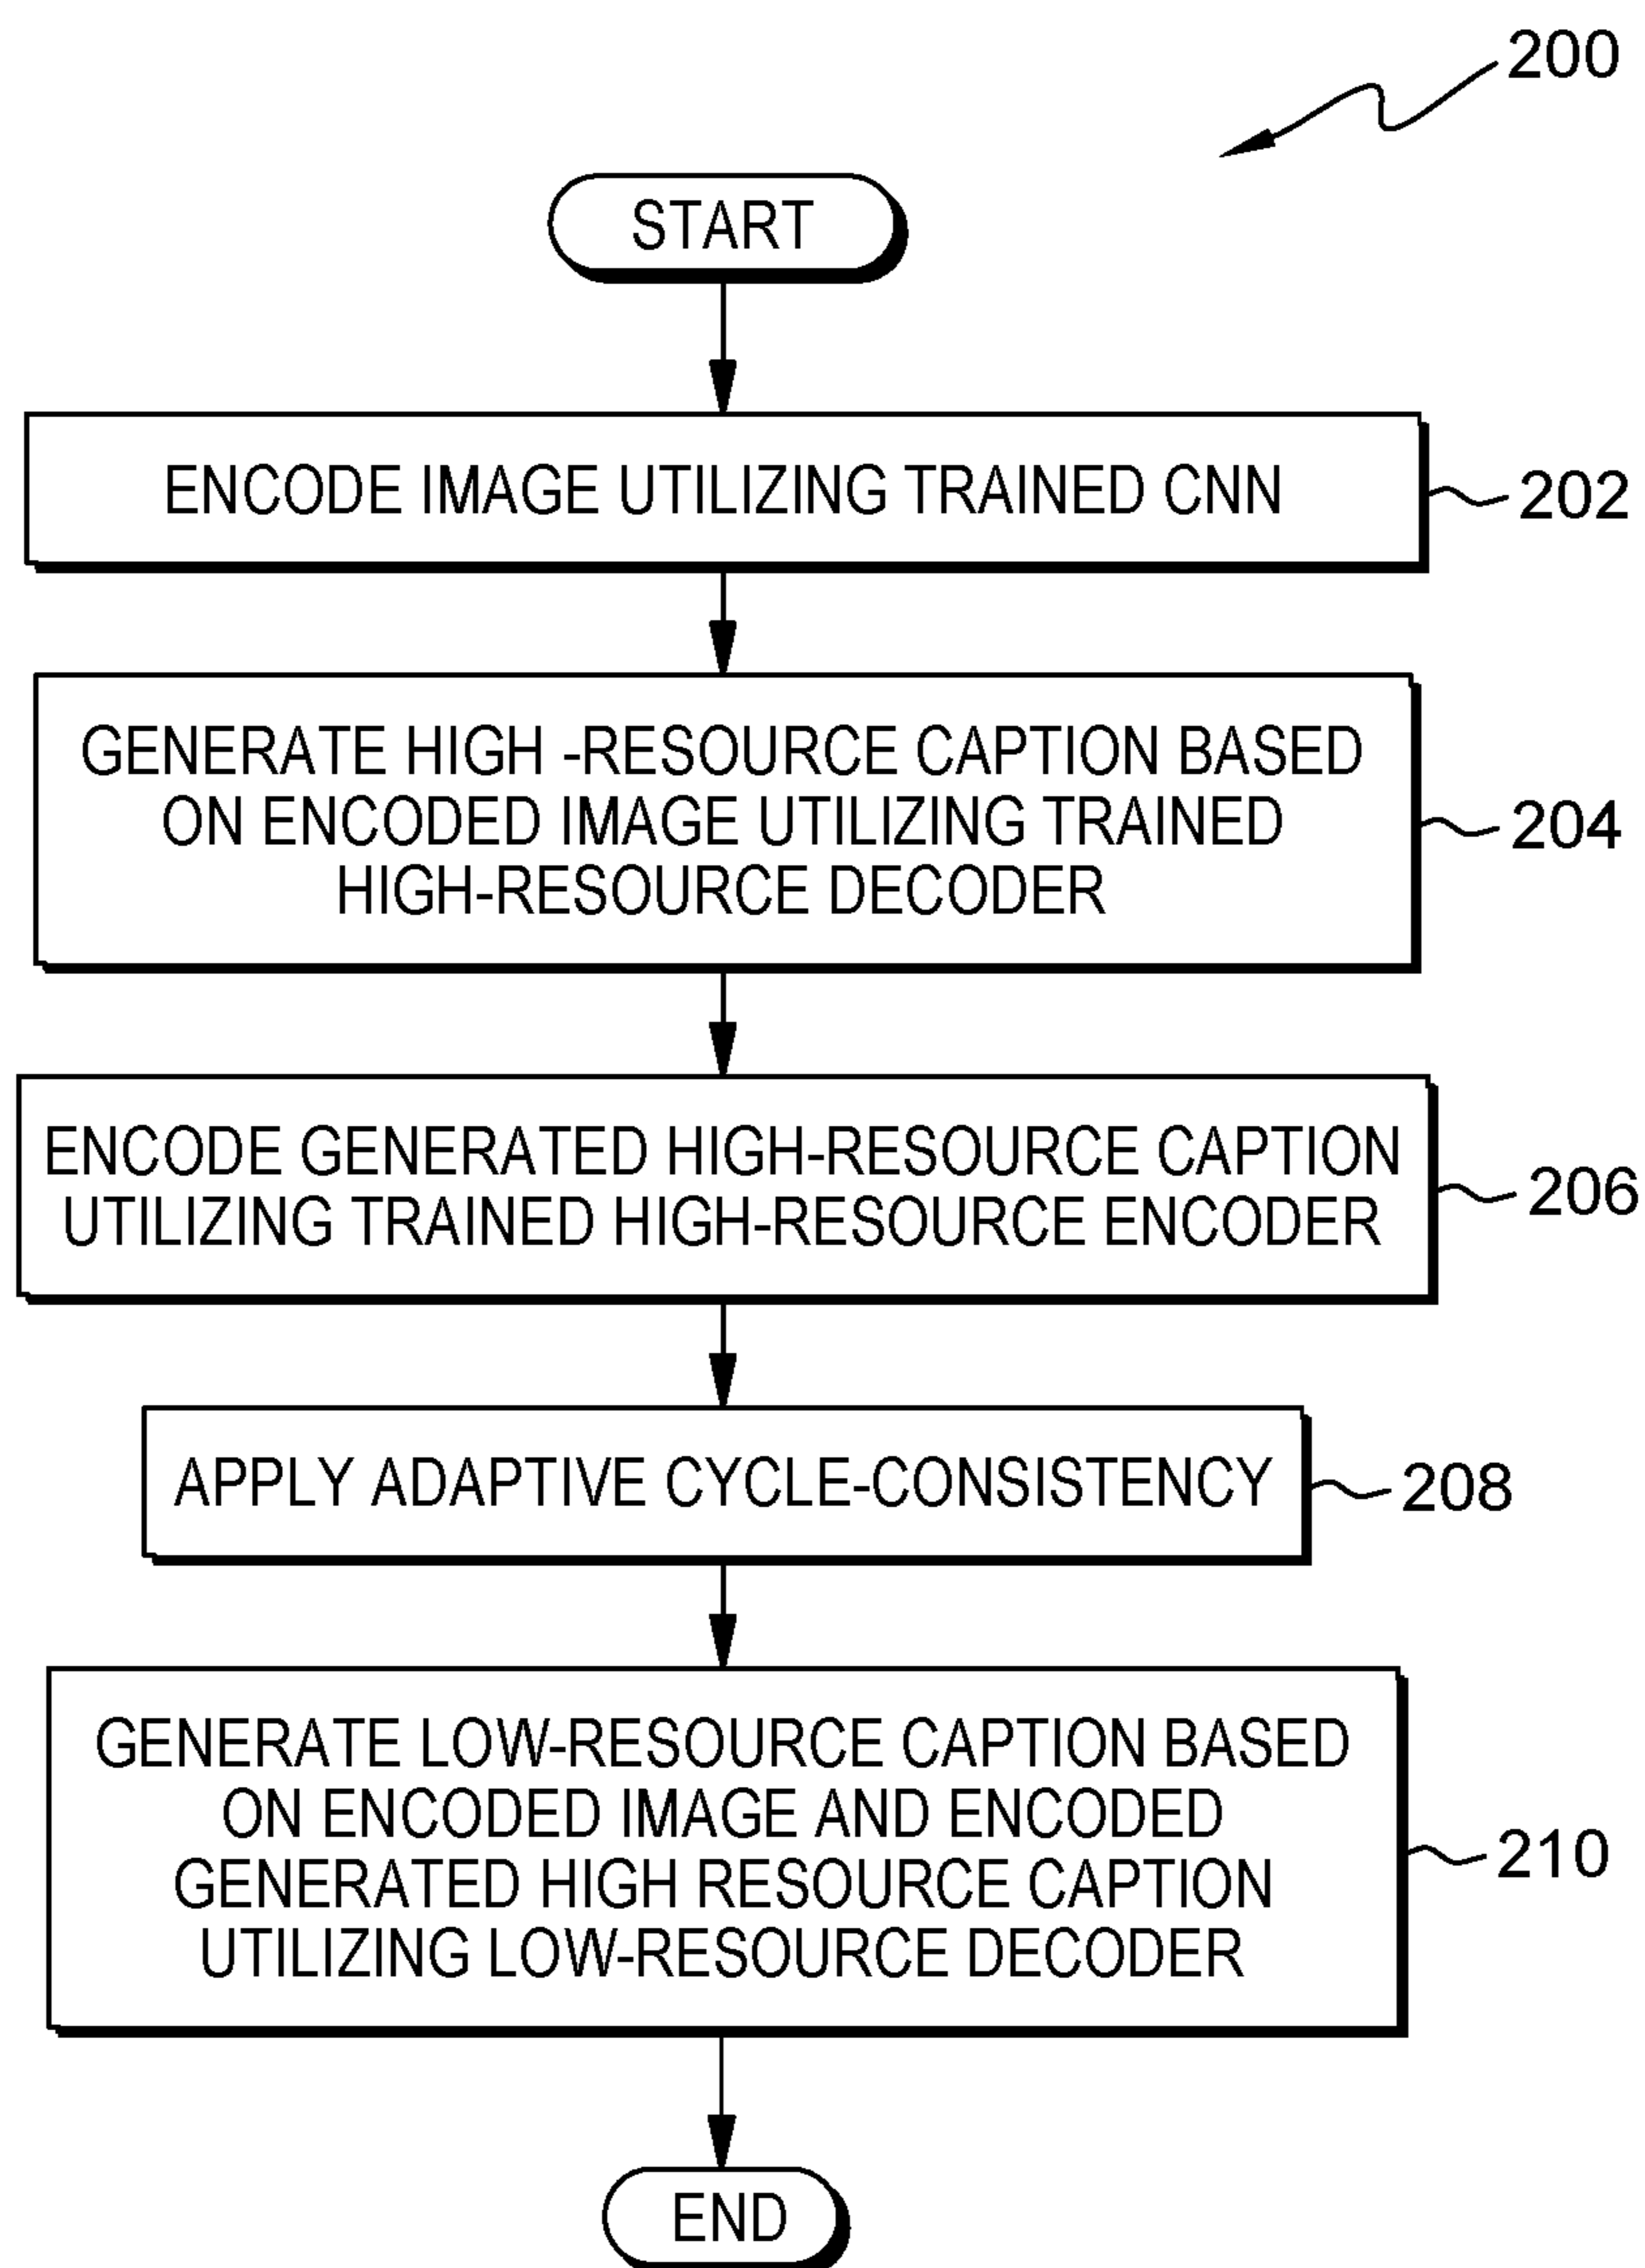 200
START
ENCODE IMAGE UTILIZING TRAINED CNN
202
GENERATE HIGH -RESOURCE CAPTION BASED
ON ENCODED IMAGE UTILIZING TRAINED
HIGH-RESOURCE DECODER
204
ENCODE GENERATED HIGH-RESOURCE CAPTION
UTILIZING TRAINED HIGH-RESOURCE ENCODER
206
APPLY ADAPTIVE CYCLE-CONSISTENCY
208
GENERATE LOW-RESOURCE CAPTION BASED
ON ENCODED IMAGE AND ENCODED
GENERATED HIGH RESOURCE CAPTION
UTILIZING LOW-RESOURCE DECODER
210
END